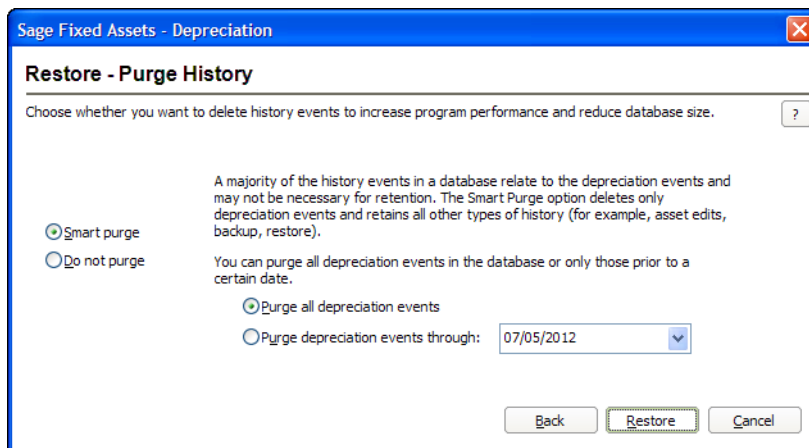 Sage Fixed Assets - Depreciation
Restore - Purge History
Choose whether you want to delete history events to increase program performance and reduce database size.
?
A majority of the history events in a database relate to the depreciation events and
may not be necessary for retention. The Smart Purge option deletes only
depreciation events and retains all other types of history (for example, asset edits,
backup, restore).
Smart purge
Do not purge
You can purge all depreciation events in the database or only those prior to a
certain date.
Purge all depreciation events
Purge depreciation events through: 07/05/2012
Back Restore Cancel